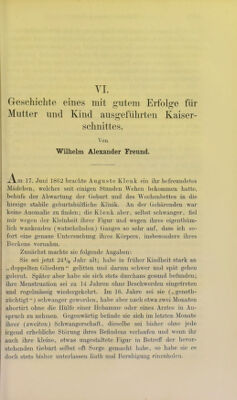 VI.
Geschichte eines mit gutem Erfolge für
Mutter und Kind ausgeführten Kaiser-
schnittes.
Von
Wilhelm Alexander Freund.
Am 17. Juni 1862 brachte Auguste Klenk ein ihr befreundetes
Mädchen, welches seit einigen Stunden Wehen bekommen hatte,
behufs der Abwartung der Geburt und des Wochenbettes in die
hiesige stabile geburtshülfliche Klinik. An der Gebärenden war
keine Anomalie zu finden; die Klenk aber, selbst schwanger, fiel
mir wegen der Kleinheit ihrer Figur und wegen ihres eigenthüm-
lich wankenden (watschelnden) Ganges so sehr auf, dass ich so-
fort eine genaue Untersuchung ihres Körpers, insbesondere ihres
Beckens vornahm.
Zunächst machte sie folgende Angaben:
Sie sei jetzt 24¾ Jahr alt; habe in früher Kindheit stark an
„doppelten Gliedern“ gelitten und darum schwer und spät gehen
gelernt. Später habe sie sich stets durchaus gesund befunden;
ihre Menstruation sei zu 14 Jahren ohne Beschwerden eingetreten
und regelmässig wiedergekehrt. Im 16. Jahre sei sie („genoth-
züchtigt“) schwanger geworden, habe aber nach etwa zwei Monaten
abortirt ohne die Hülfe einer Hebamme oder eines Arztes in An-
spruch zu nehmen. Gegenwärtig befinde sie sich im letzten Monate
ihrer (zweiten) Schwangerschaft, dieselbe sei bisher ohne jede
irgend erhebliche Störung ihres Befindens verlaufen und wenn ihr
auch ihre kleine, etwas ungestaltete Figur in Betreff der bevor-
stehenden Geburt selbst oft Sorge gemacht habe, so habe sie es
doch stets bisher unterlassen Rath und Beruhigung einzuholen.